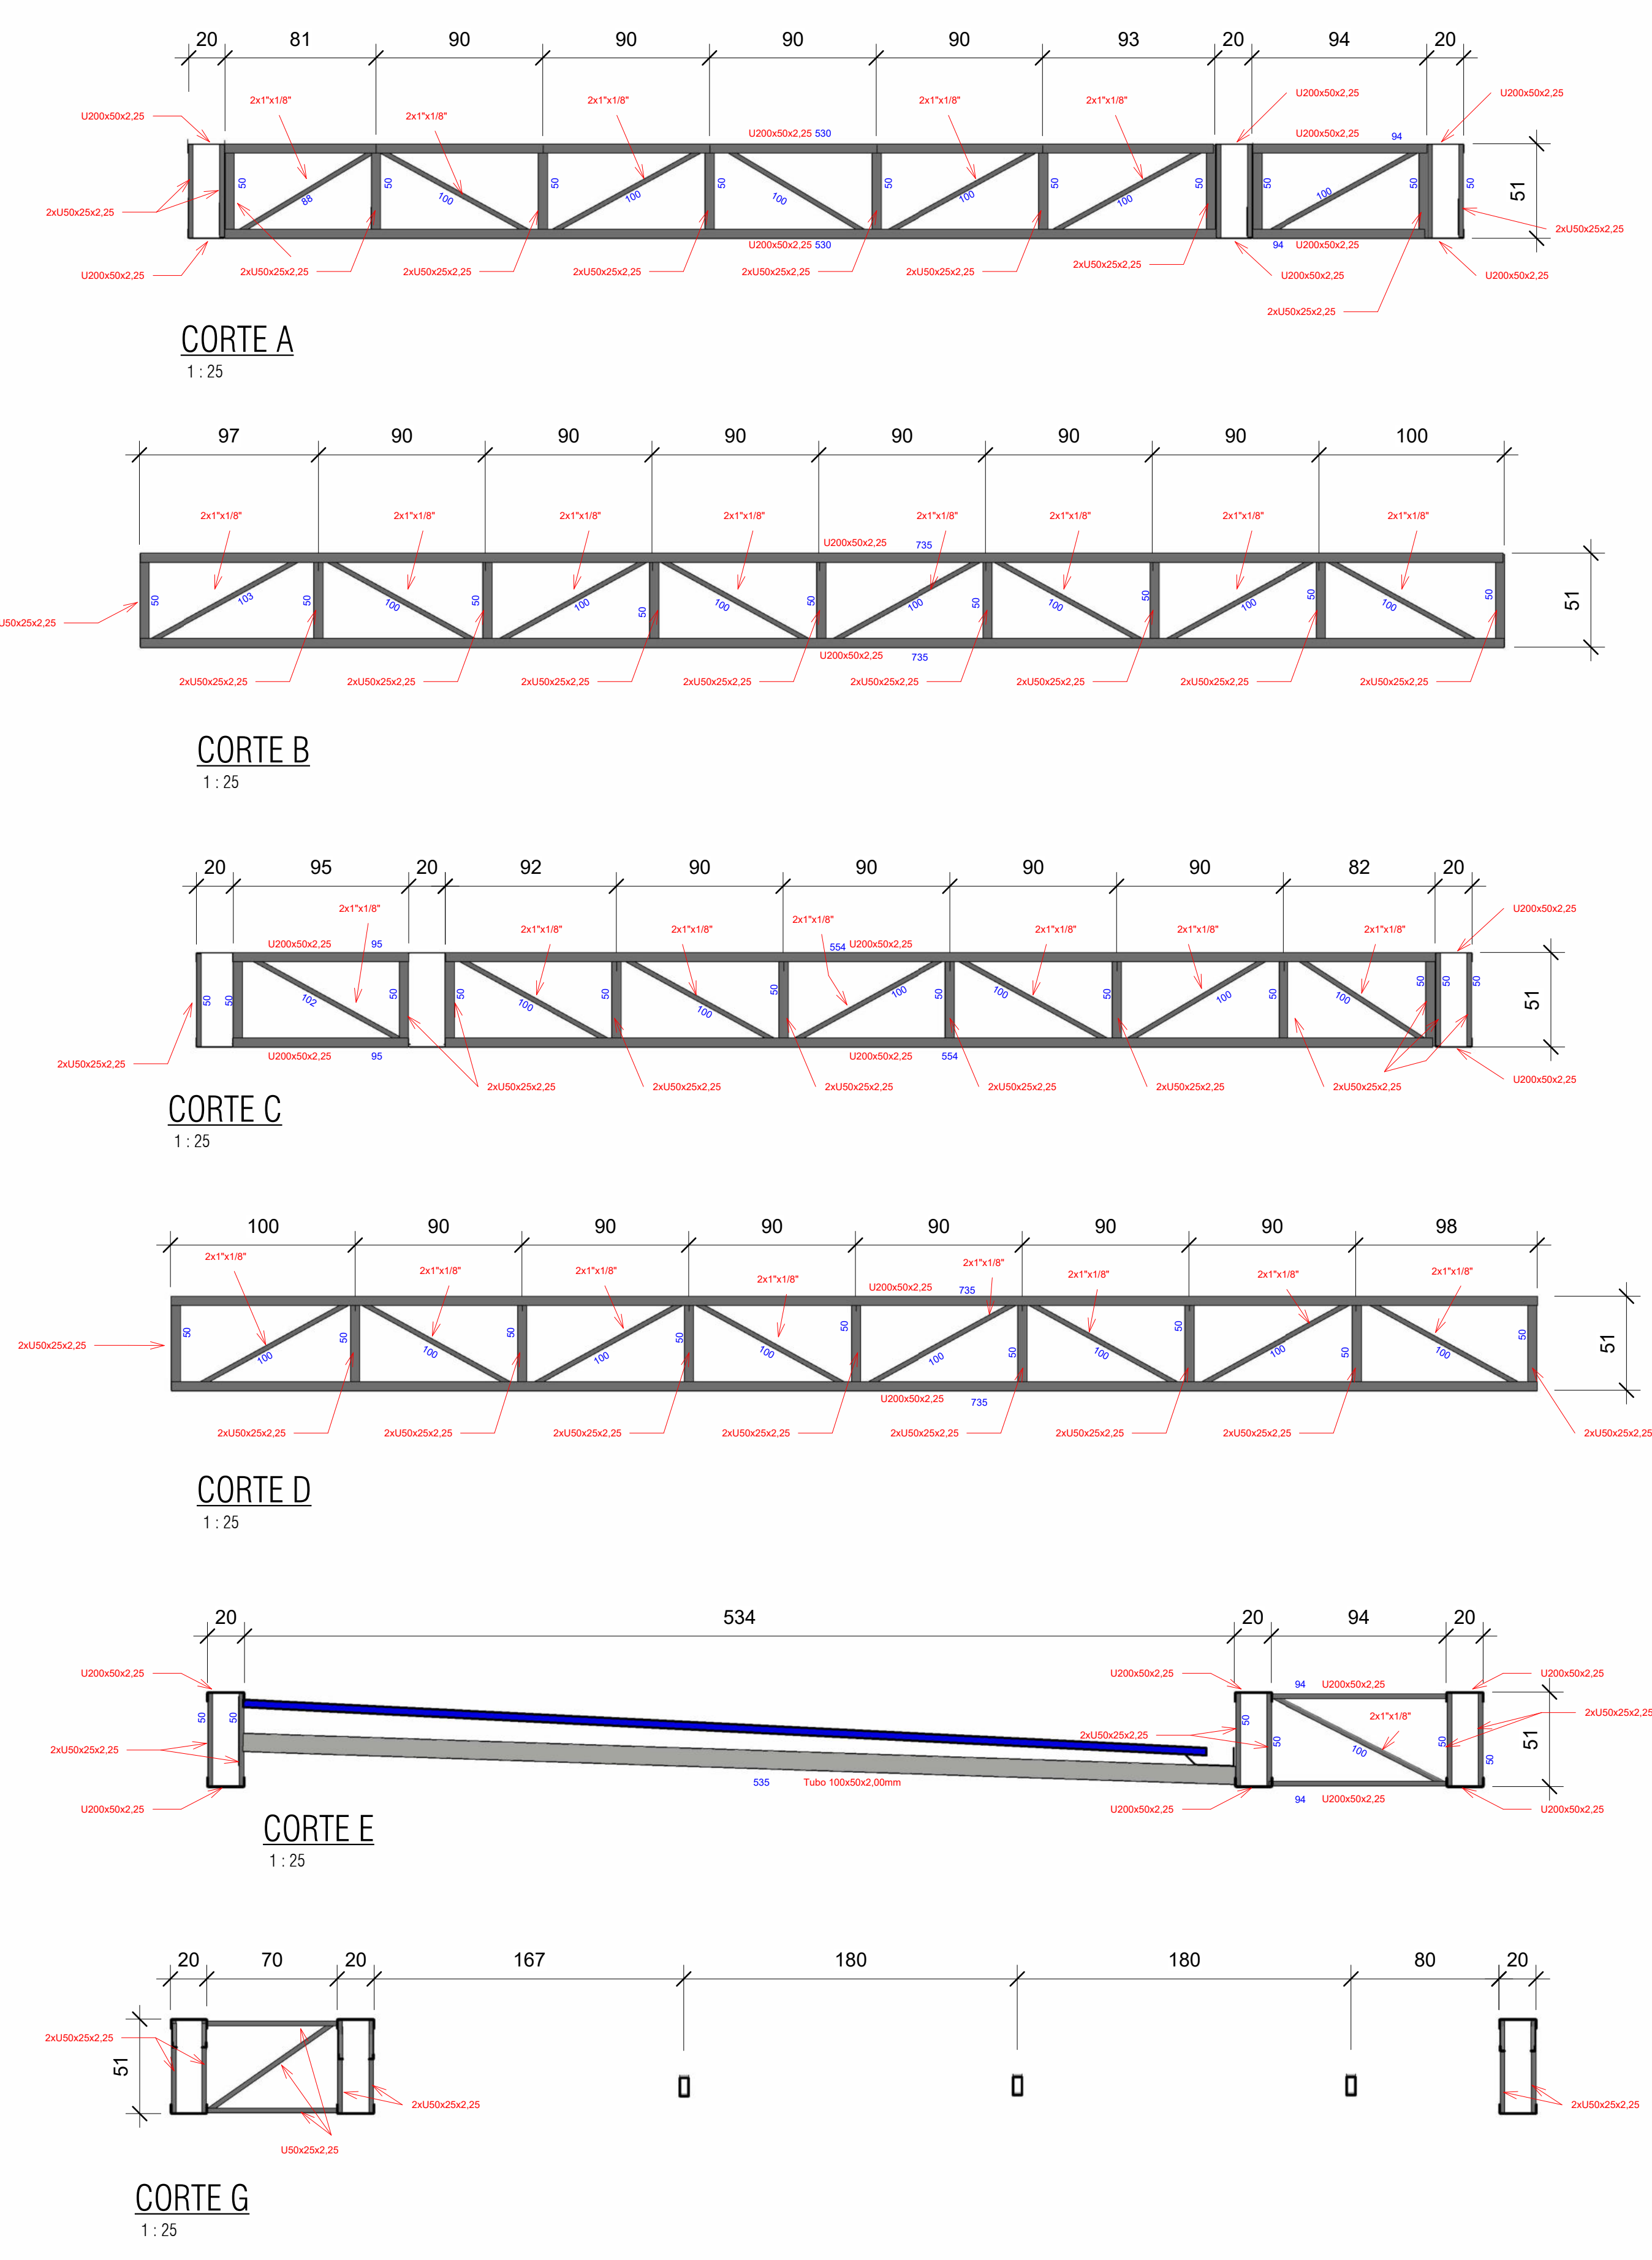 20 81 90 90 90 90 93 20 94 20
2x1"x1/8" 2x1"x1/8" 2x1"x1/8" 2x1"x1/8" 2x1"x1/8" U200x50x2,25 U200x50x2,25
U200x50x2,25
U200x50x2,25 530 U200x50x2,25 94
50 88 50 100 50 100 50 100 50 100 50 100 50 50 100 50 50 51
2xU50x25x2,25 2xU50x25x2,25
U200x50x2,25 530 94 U200x50x2,25
U200x50x2,25 2xU50x25x2,25 2xU50x25x2,25 2xU50x25x2,25 2xU50x25x2,25 2xU50x25x2,25 2xU50x25x2,25 U200x50x2,25 U200x50x2,25
2xU50x25x2,25
CORTE A
1 : 25
97 90 90 90 90 90 90 100
2x1"x1/8" 2x1"x1/8" 2x1"x1/8" 2x1"x1/8" 2x1"x1/8" 2x1"x1/8" 2x1"x1/8" 2x1"x1/8"
U200x50x2,25 735
50 103 50 100 50 100 50 100 50 100 50 100 50 100 50 100 50 51
U50x25x2,25
U200x50x2,25 735
2xU50x25x2,25 2xU50x25x2,25 2xU50x25x2,25 2xU50x25x2,25 2xU50x25x2,25 2xU50x25x2,25 2xU50x25x2,25 2xU50x25x2,25
CORTE B
1 : 25
20 95 20 92 90 90 90 90 82 20
2x1"x1/8" 2x1"x1/8" 2x1"x1/8" 2x1"x1/8" 2x1"x1/8" 2x1"x1/8" 2x1"x1/8" U200x50x2,25
U200x50x2,25 95 554 U200x50x2,25
50 50 102 50 50 100 50 100 50 100 50 100 50 100 50 100 50 50 50 51
U200x50x2,25 95 U200x50x2,25 554
2xU50x25x2,25 2xU50x25x2,25 2xU50x25x2,25 2xU50x25x2,25 2xU50x25x2,25 2xU50x25x2,25 2xU50x25x2,25 U200x50x2,25
CORTE C
1 : 25
100 90 90 90 90 90 90 98
2x1"x1/8" 2x1"x1/8" 2x1"x1/8" 2x1"x1/8" 2x1"x1/8" 2x1"x1/8" 2x1"x1/8" 2x1"x1/8"
U200x50x2,25 735
2xU50x25x2,25 50 100 50 100 50 100 50 100 50 100 50 100 50 100 50 100 50 51
U200x50x2,25 735
2xU50x25x2,25 2xU50x25x2,25 2xU50x25x2,25 2xU50x25x2,25 2xU50x25x2,25 2xU50x25x2,25 2xU50x25x2,25 2xU50x25x2,25
CORTE D
1 : 25
20 534 20 94 20
U200x50x2,25 U200x50x2,25 94 U200x50x2,25 U200x50x2,25
50 50 50 50 2x1"x1/8" 100 50 50 51
2xU50x25x2,25 2xU50x25x2,25 2xU50x25x2,25
535 Tubo 100x50x2,00mm
U200x50x2,25 U200x50x2,25 94 U200x50x2,25 U200x50x2,25
CORTE E
1 : 25
20 70 20 167 180 180 80 20
2xU50x25x2,25
51
2xU50x25x2,25 2xU50x25x2,25
U50x25x2,25
CORTE G
1 : 25